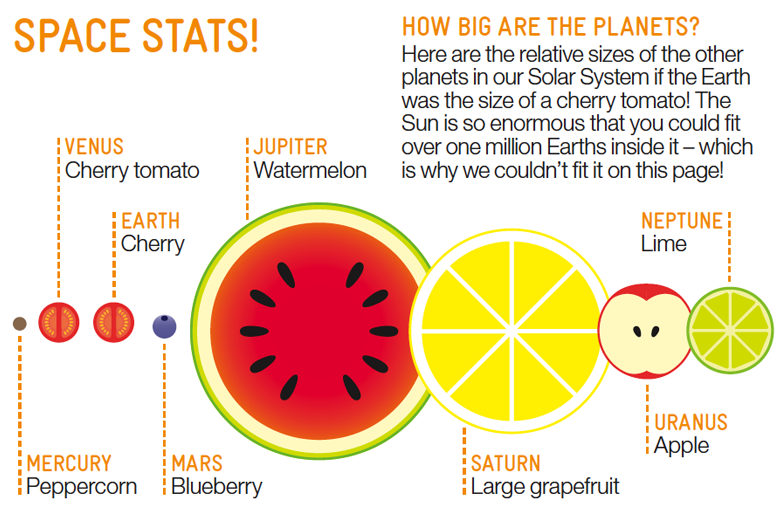 SPACE STATS!
HOW BIG ARE THE PLANETS?
Here are the relative sizes of the other
planets in our Solar System if the Earth
was the size of a cherry tomato! The
Sun is so enormous that you could fit
over one million Earths inside it – which
is why we couldn't fit it on this page!
VENUS
Cherry tomato
JUPITER
Watermelon
EARTH
Cherry
NEPTUNE
Lime
URANUS
Apple
MERCURY
Peppercorn
MARS
Blueberry
SATURN
Large grapefruit